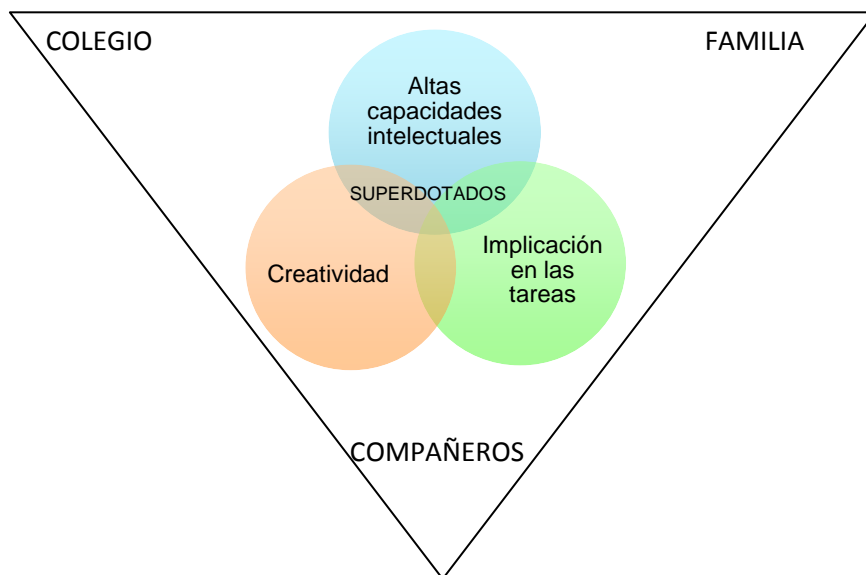 COLEGIO
FAMILIA
Altas
capacidades
intelectuales
SUPERDOTADOS
Creatividad
Implicación
en las
tareas
COMPAÑEROS